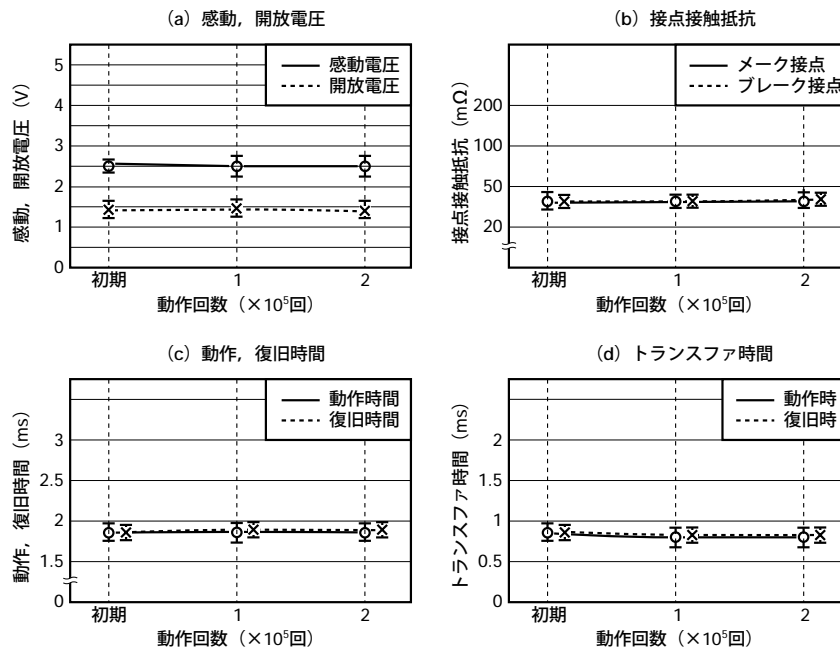 (a) 感動，開放電圧
感動，開放電圧（V）
5
4
3
2
1
0
感動電圧
開放電圧
初期
1
2
動作回数（×10⁵回）
(b) 接点接触抵抗
接点接触抵抗（mΩ）
200
100
50
20
メーク接点
ブレーク接点
初期
1
2
動作回数（×10⁵回）
(c) 動作，復旧時間
動作，復旧時間（ms）
3
2.5
2
1.5
0
動作時間
復旧時間
初期
1
2
動作回数（×10⁵回）
(d) トランスファ時間
トランスファ時間（ms）
2
1.5
1
0.5
0
動作時
復旧時
初期
1
2
動作回数（×10⁵回）